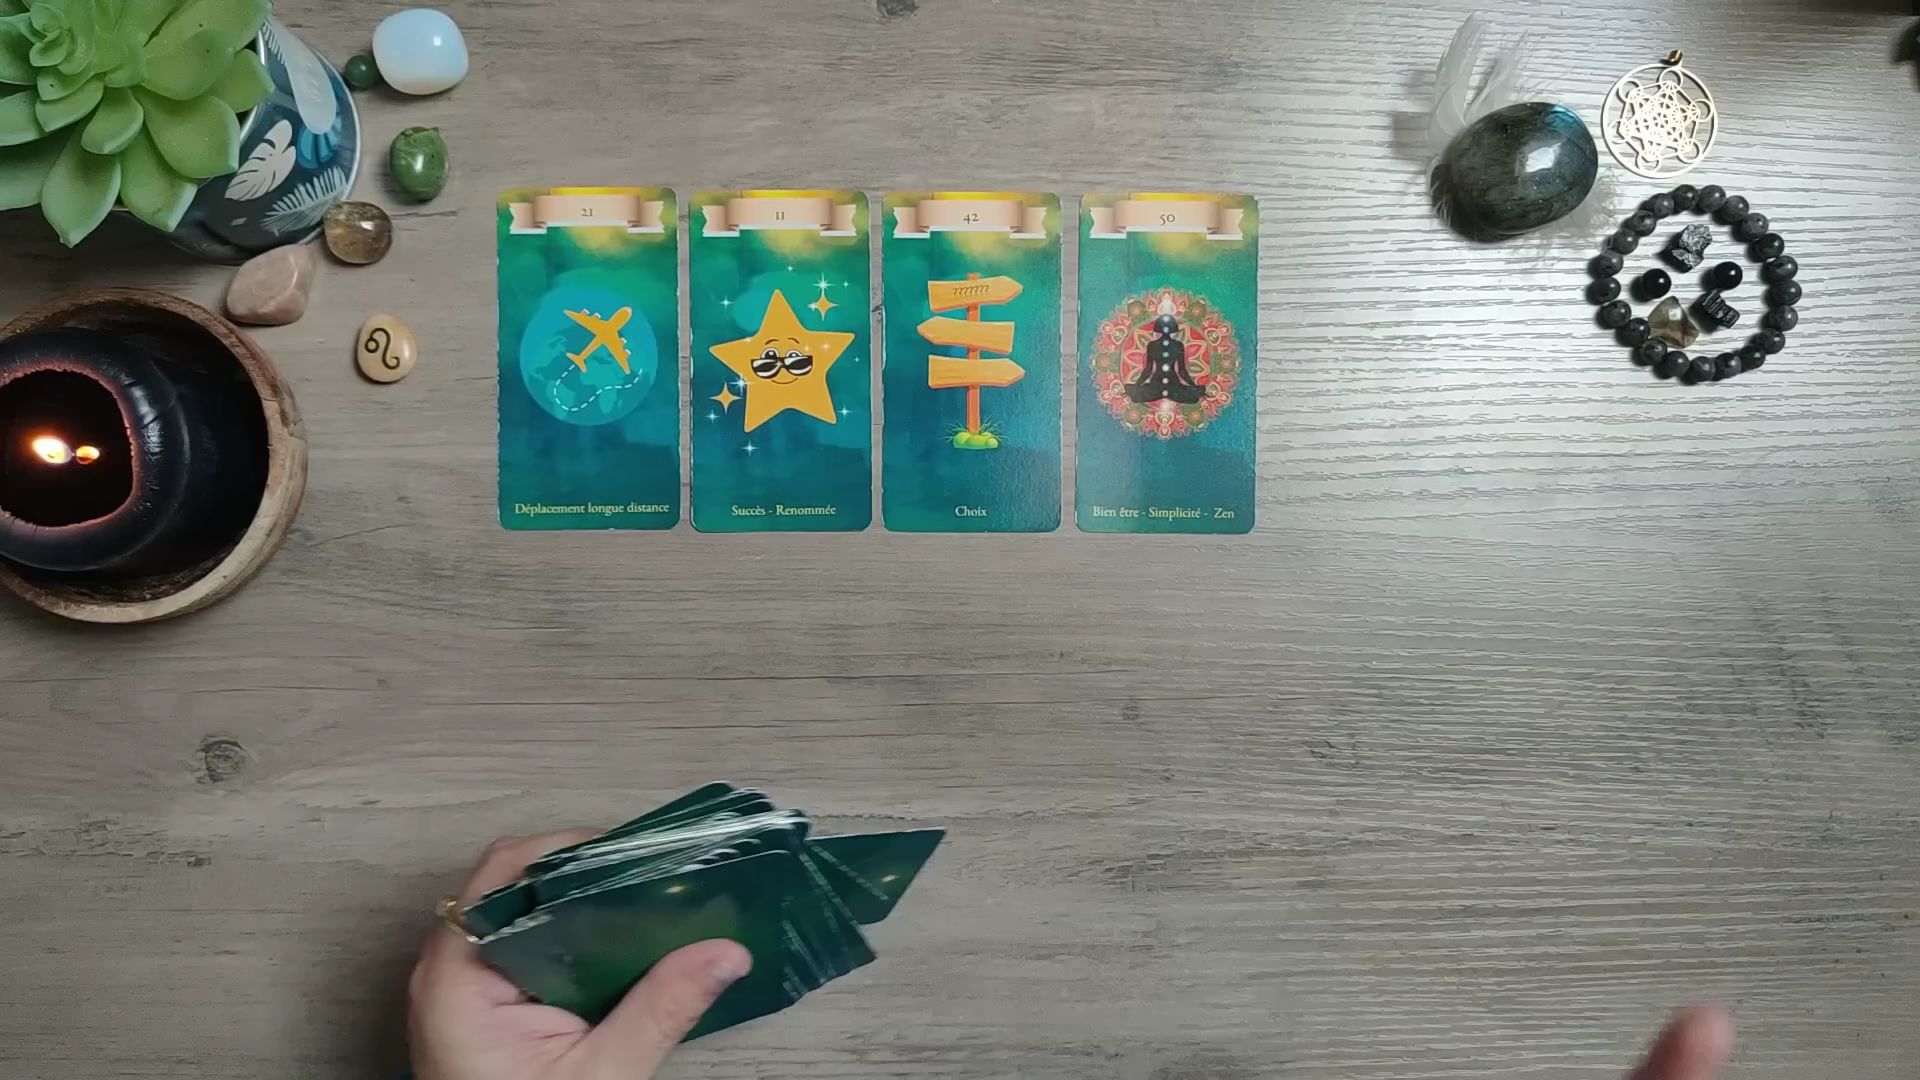 21
11
42
50
???????
Déplacement longue distance
Succès - Renommée
Choix
Bien être - Simplicité - Zen